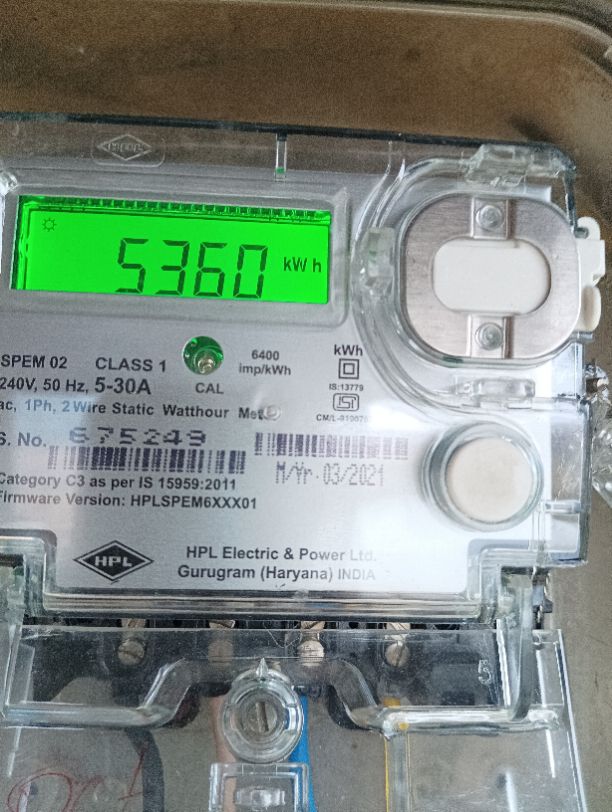 5360 kWh
SPEM 02 CLASS 1 6400 imp/kWh kWh
240V, 50 Hz, 5-30A CAL IS:13779
ac, 1Ph, 2 Wire Static Watthour
S. No. 675249
M/Yr. 03/2021
Category C3 as per IS 15959:2011
Firmware Version: HPLSPEM6XXX01
HPL
HPL Electric & Power Ltd.
Gurugram (Haryana) INDIA
5